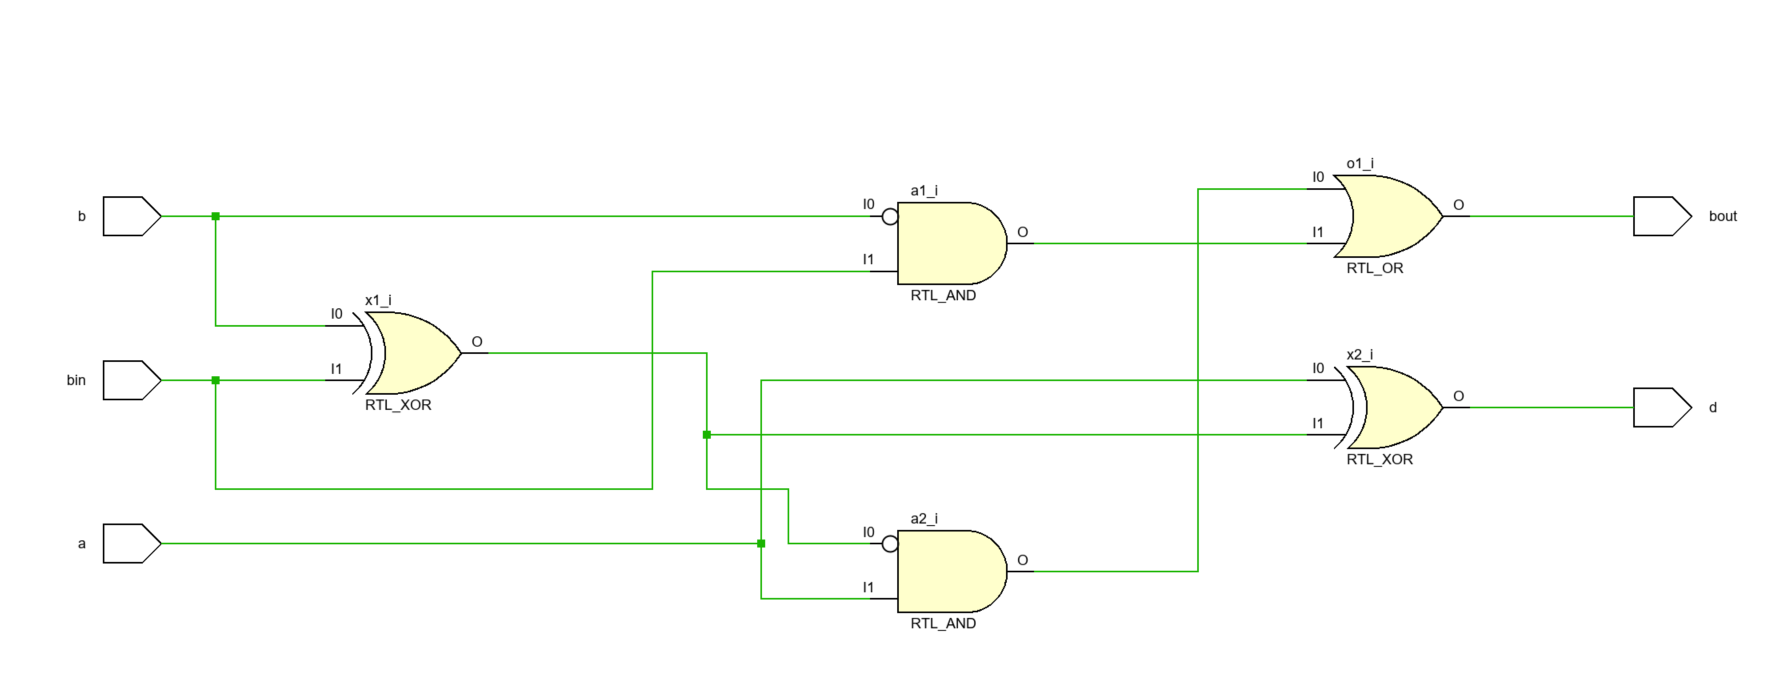 o1_i
I0
a1_i
b
I0
O
bout
O
I1
I1
RTL_OR
RTL_AND
x1_i
I0
O
x2_i
bin
I1
I0
O
d
RTL_XOR
I1
RTL_XOR
a2_i
a
I0
O
I1
RTL_AND